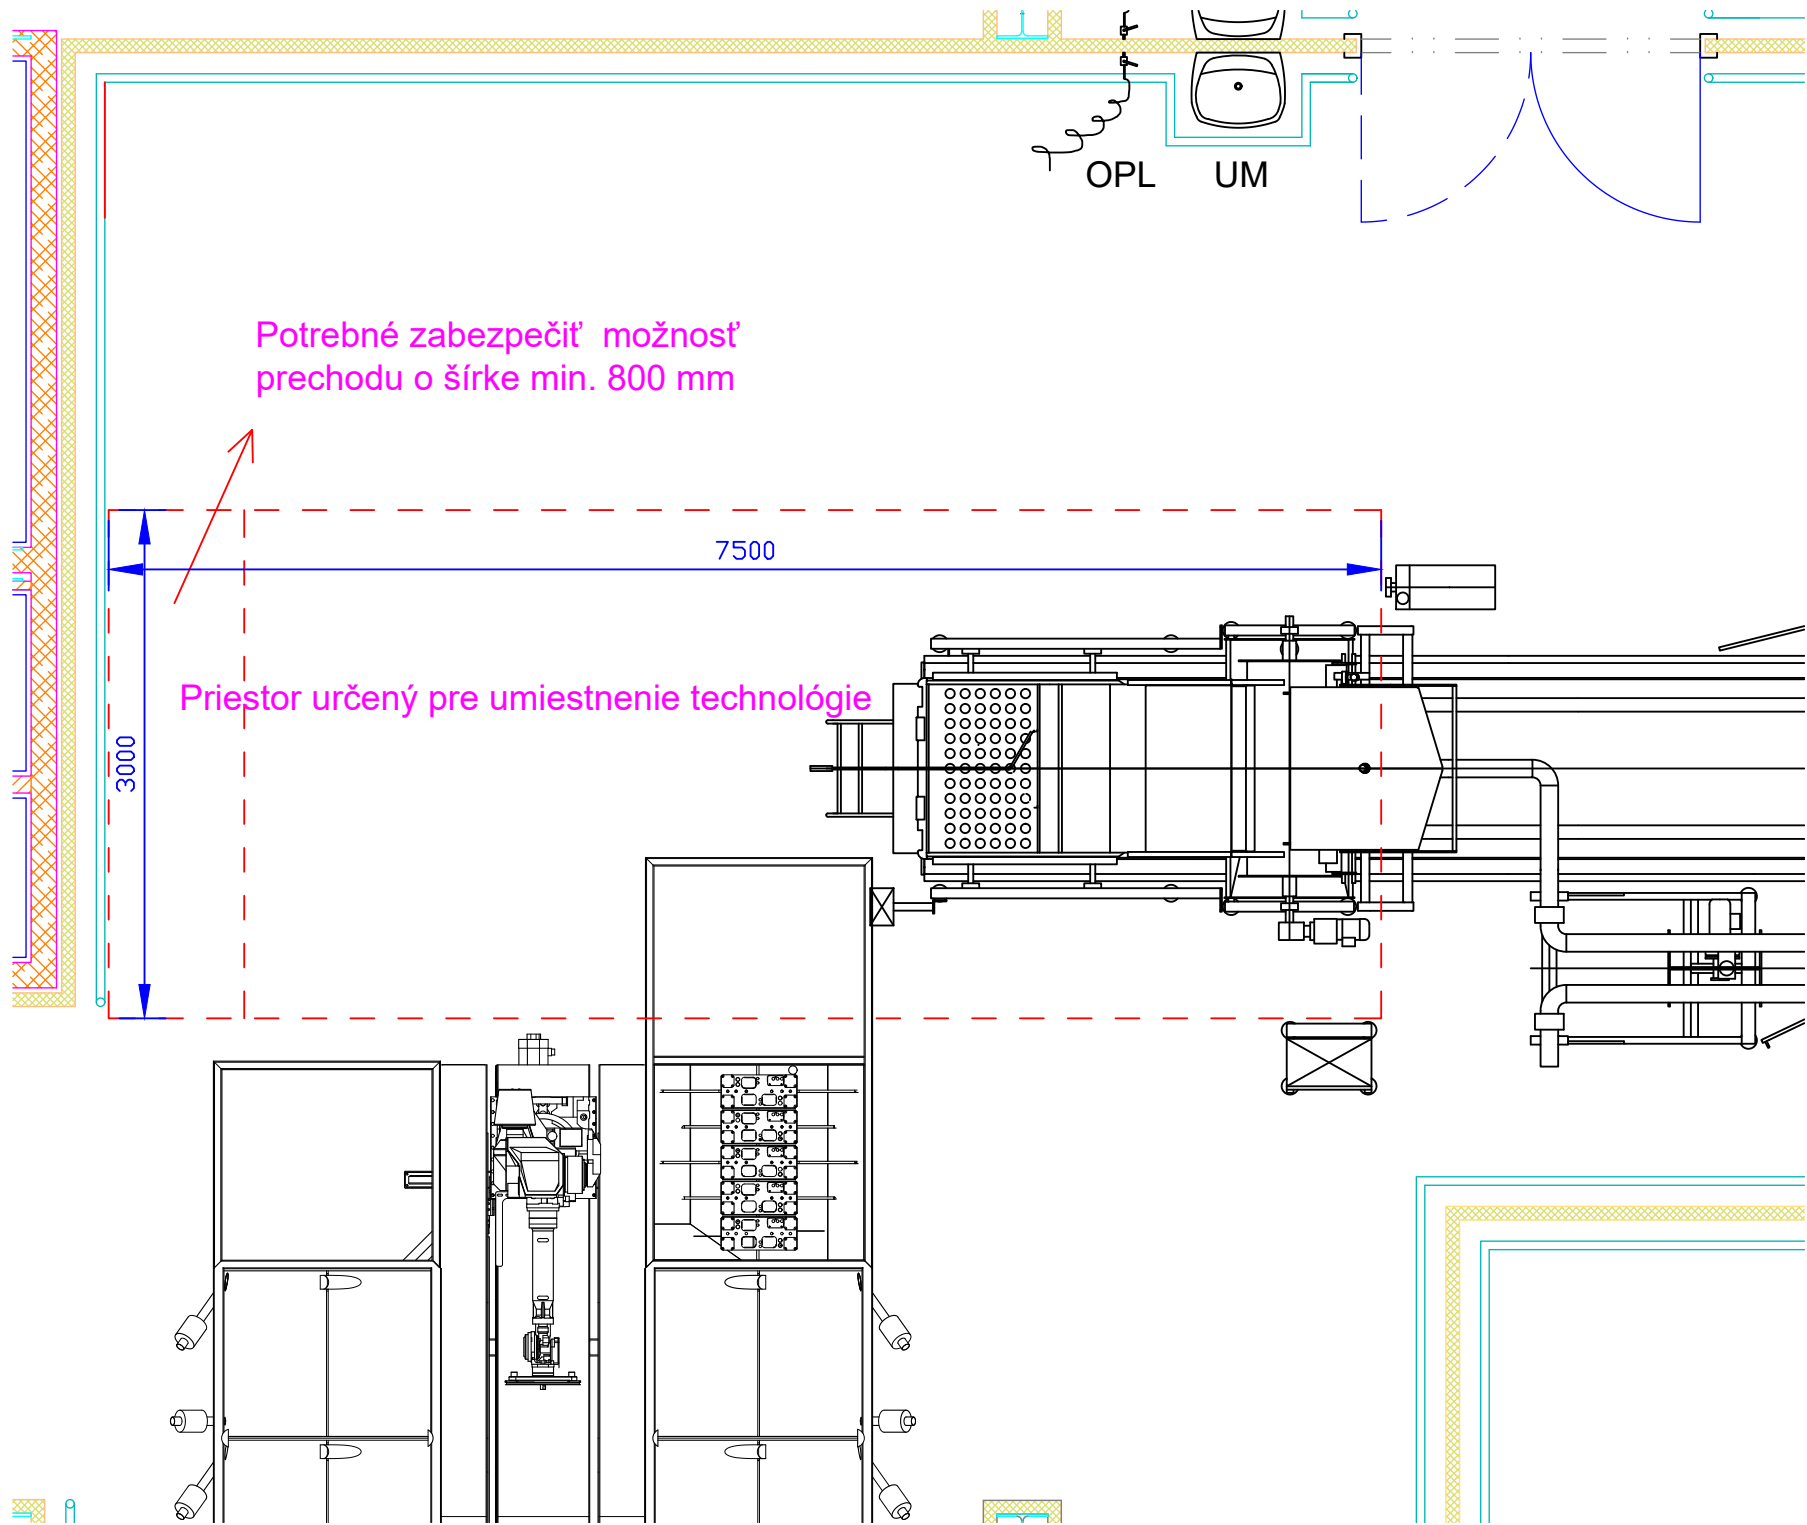 OPL UM
Potrebné zabezpečiť možnosť
prechodu o šírke min. 800 mm
7500
Priestor určený pre umiestnenie technológie
3000